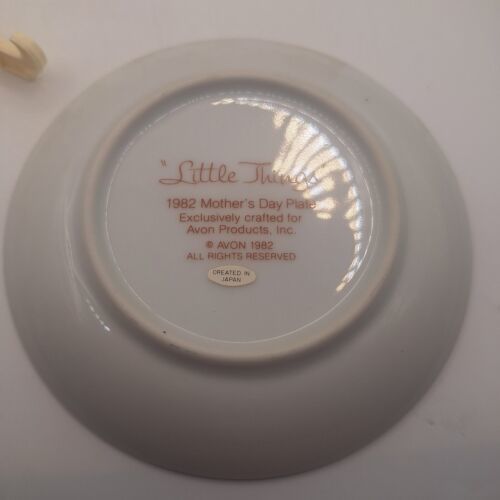 "Little Things
1982 Mother's Day Plate
Exclusively crafted for
Avon Products, Inc.
© AVON 1982
ALL RIGHTS RESERVED
CREATED IN
JAPAN